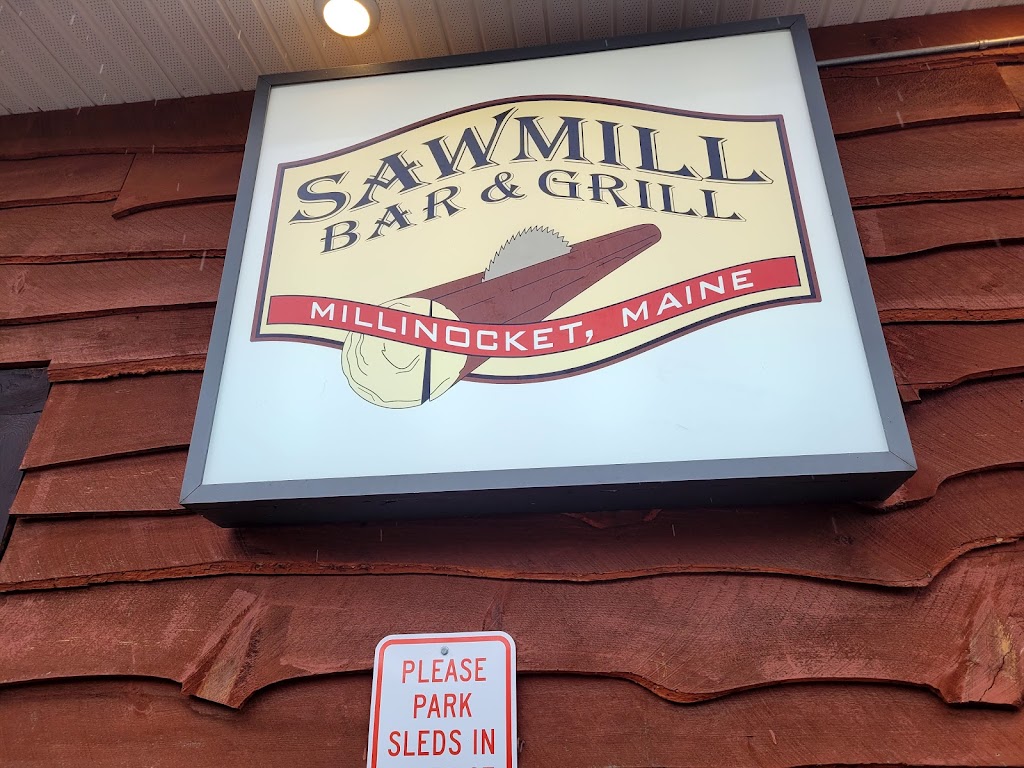 SAWMILL
BAR & GRILL
MILLINOCKET, MAINE
PLEASE
PARK
SLEDS IN